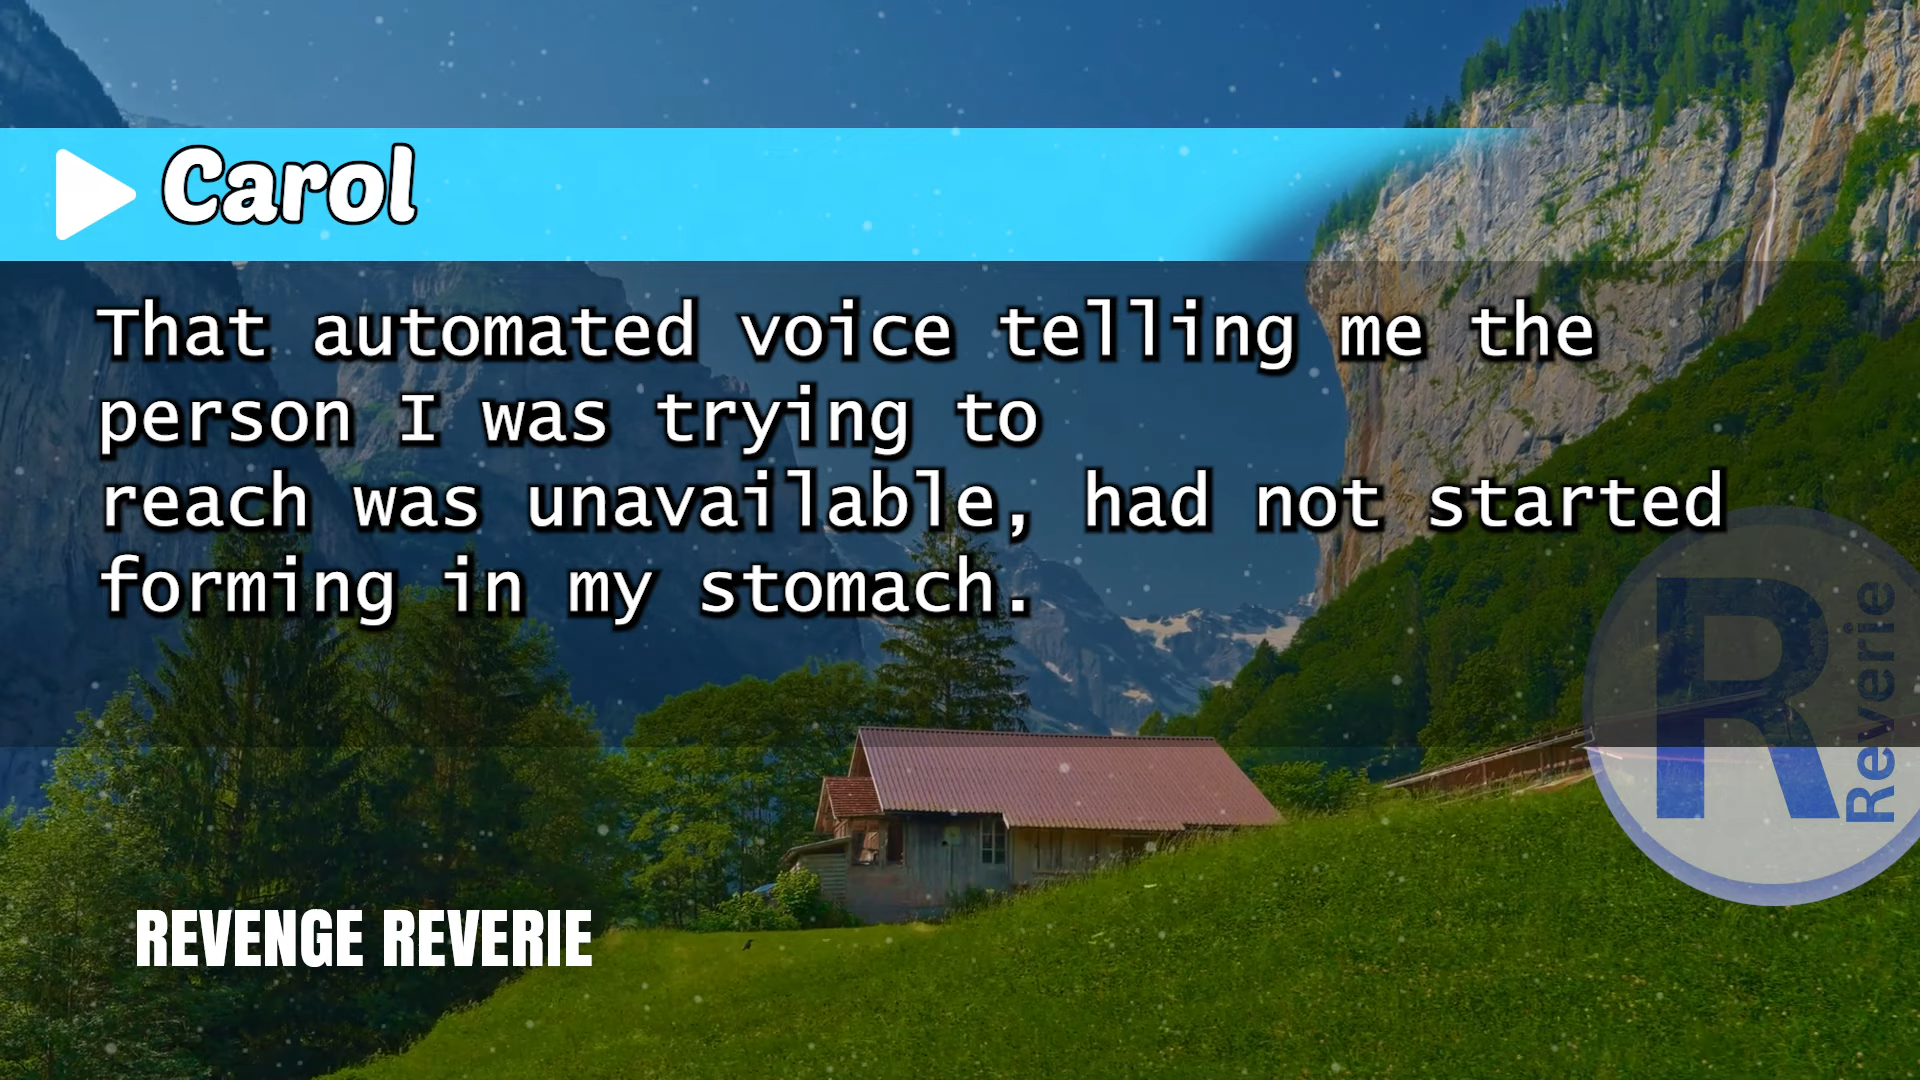 Carol
That automated voice telling me the
person I was trying to
reach was unavailable, had not started
forming in my stomach.
R
Reverie
REVENGE REVERIE